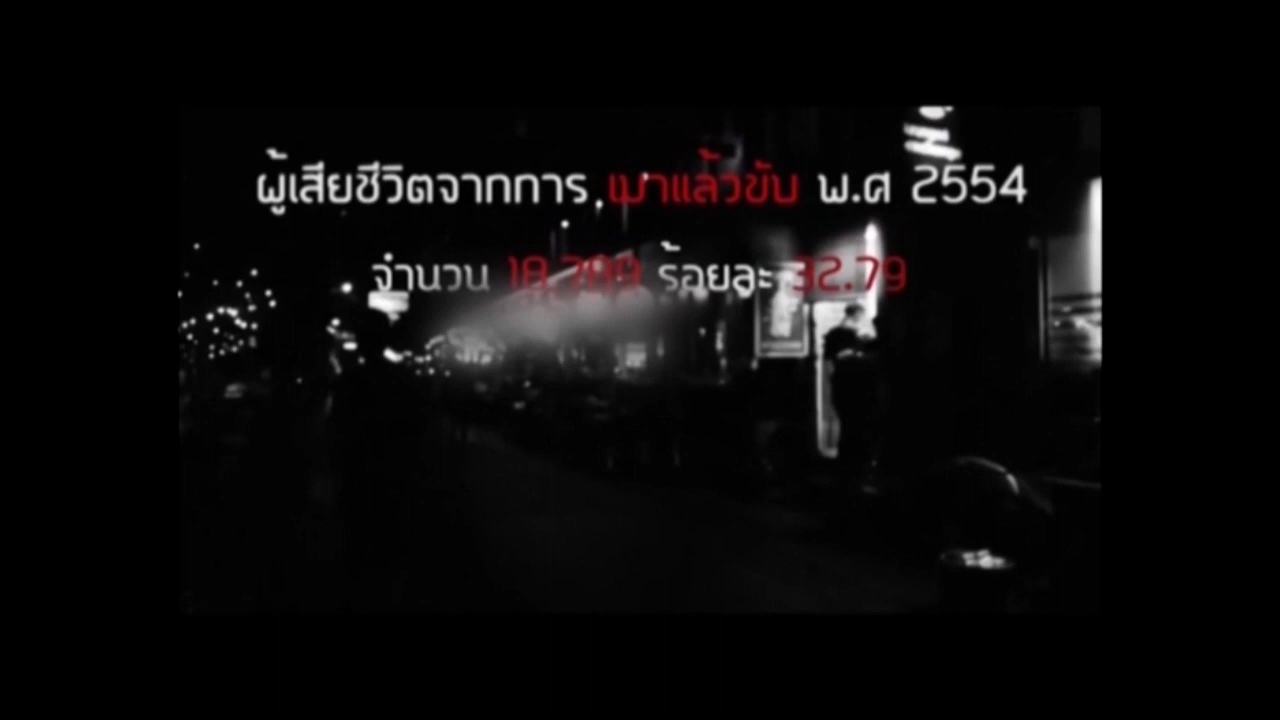 ผู้เสียชีวิตจากการ เมาแล้วขับ พ.ศ 2554
จำนวน ร้อยละ 32.79